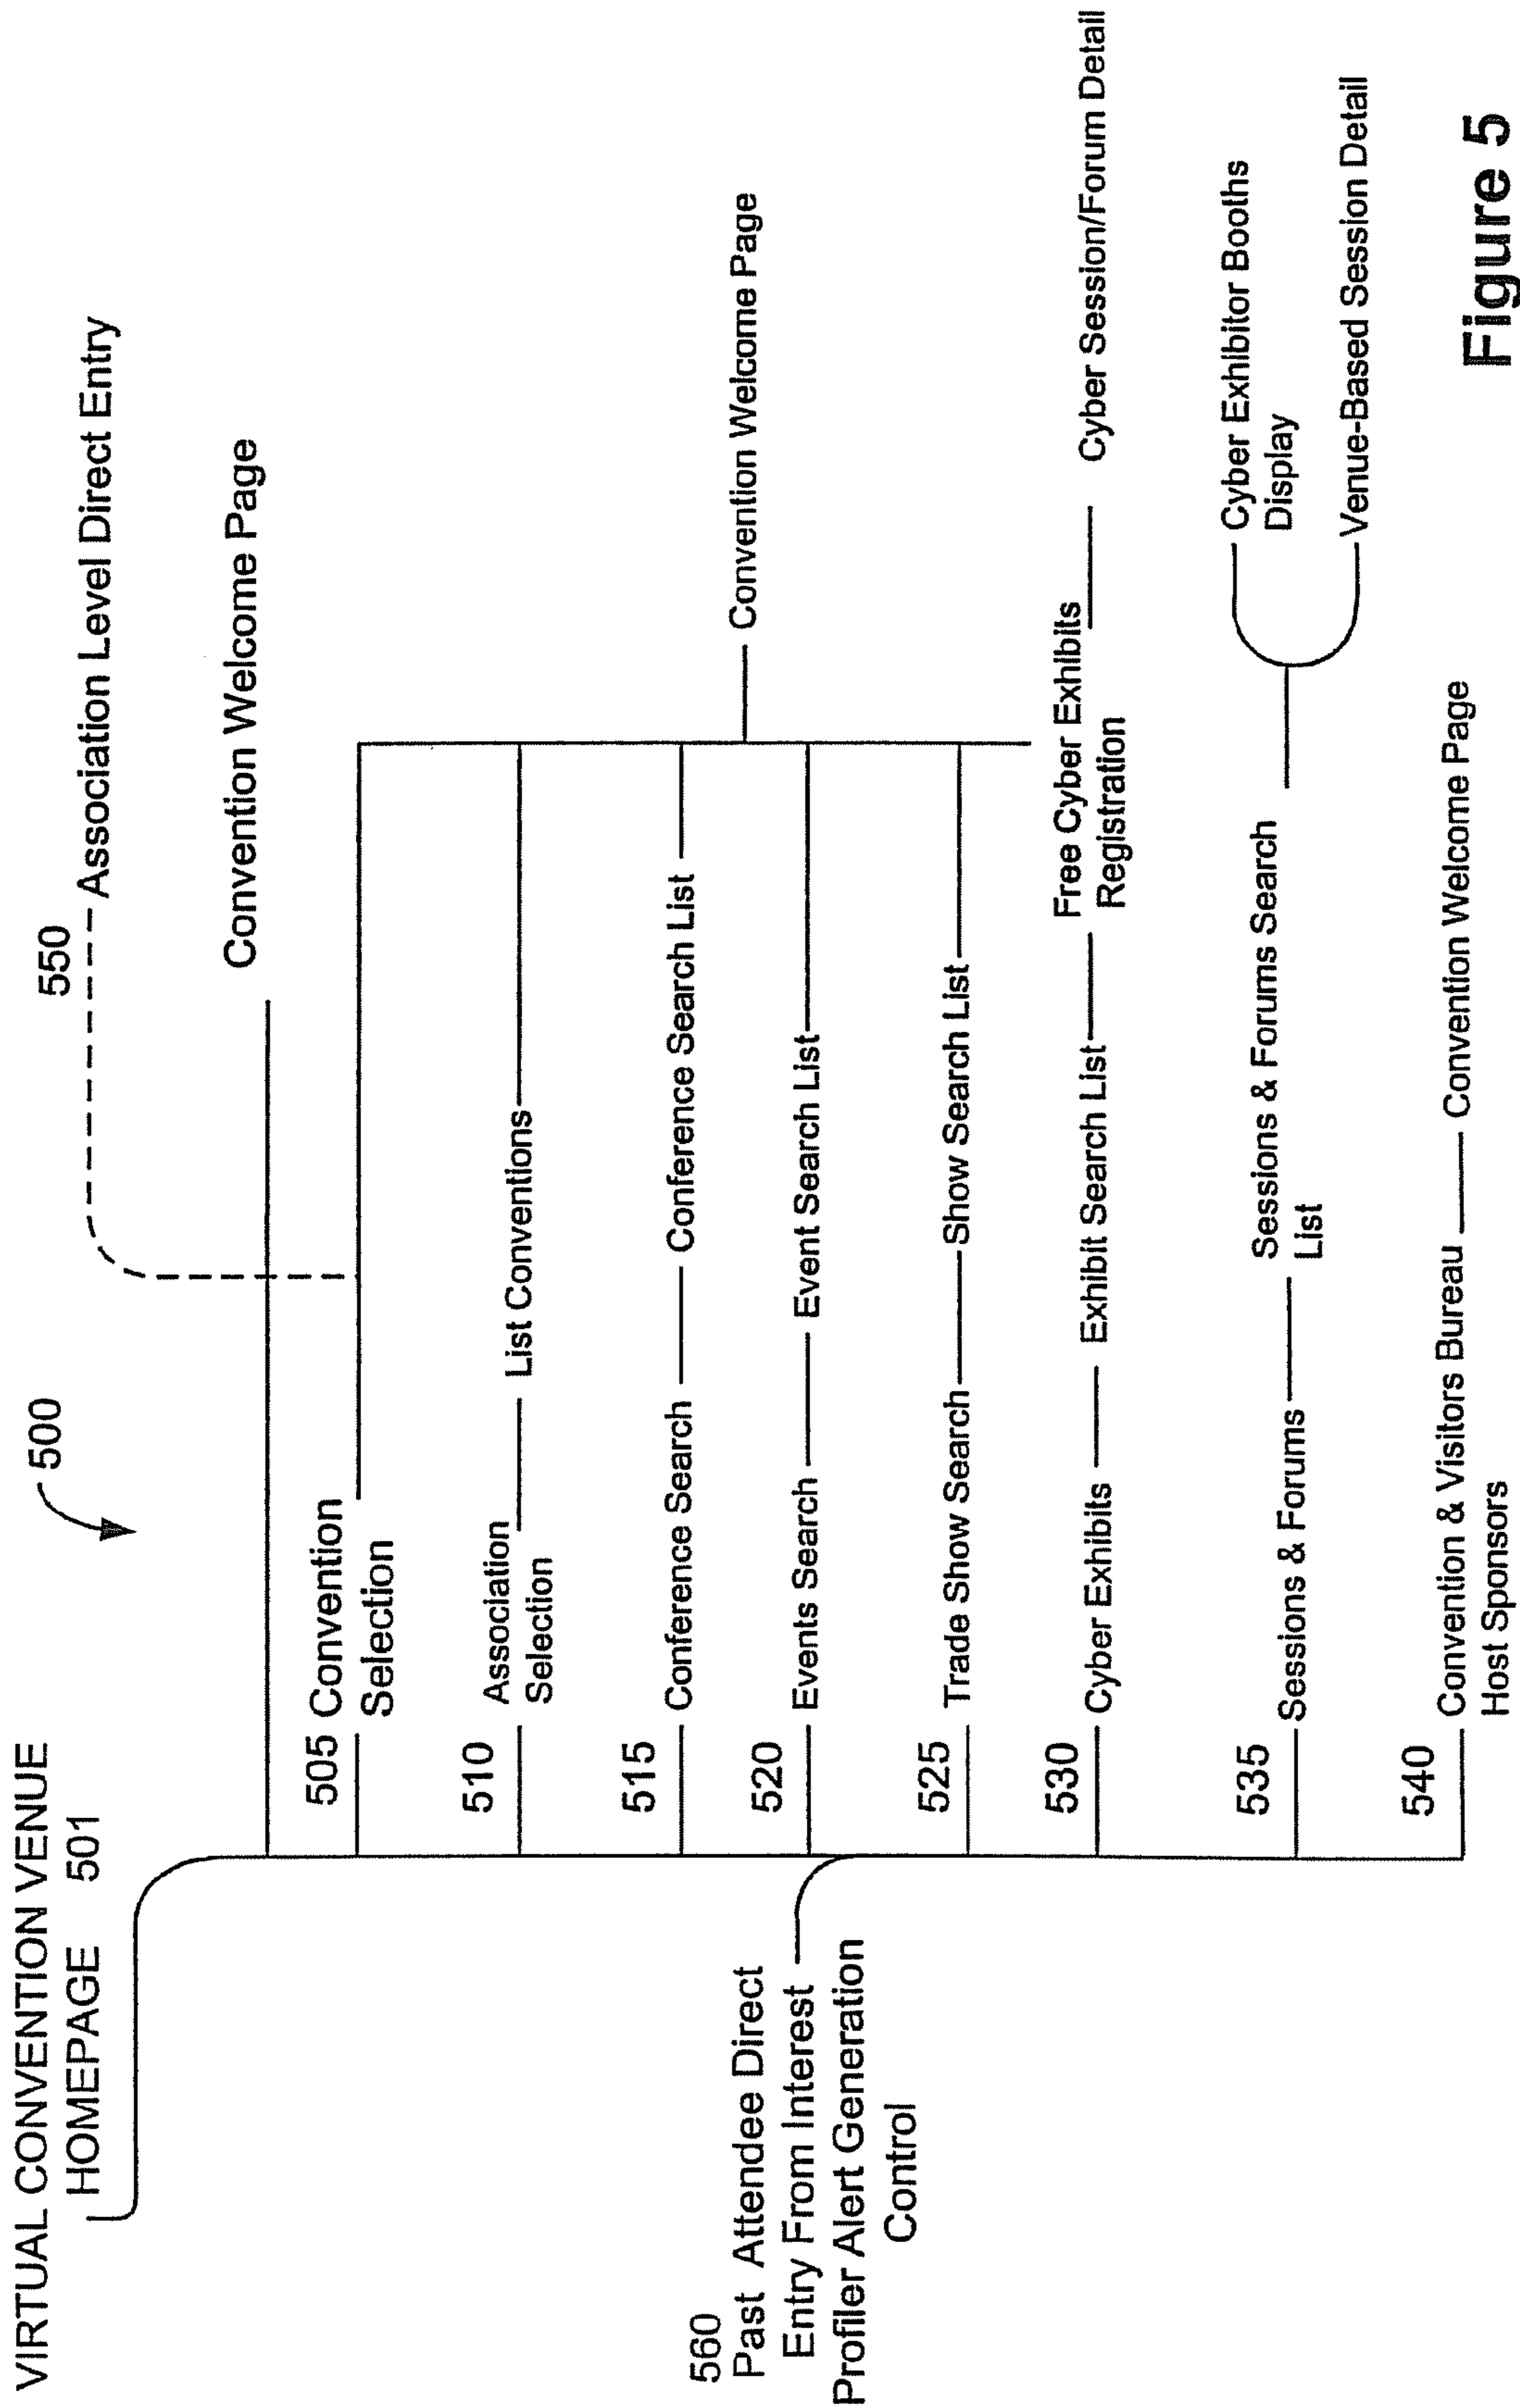 VIRTUAL CONVENTION VENUE
HOMEPAGE 501
500
550
Association Level Direct Entry
Convention Welcome Page
505 Convention
Selection
510
Association
Selection
List Conventions
515
Conference Search
Conference Search List
Convention Welcome Page
520
Events Search
Event Search List
525
Trade Show Search
Show Search List
530
Cyber Exhibits
Exhibit Search List
Free Cyber Exhibits
Registration
Cyber Session/Forum Detail
535
Sessions & Forums
Sessions & Forums Search
List
Cyber Exhibitor Booths
Display
Venue-Based Session Detail
540
Convention & Visitors Bureau
Host Sponsors
Convention Welcome Page
560
Past Attendee Direct
Entry From Interest
Profiler Alert Generation
Control
Figure 5